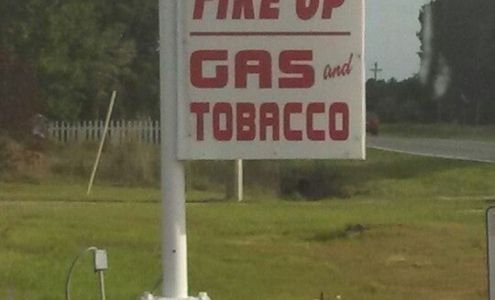 FIRE UP
GAS and
TOBACCO